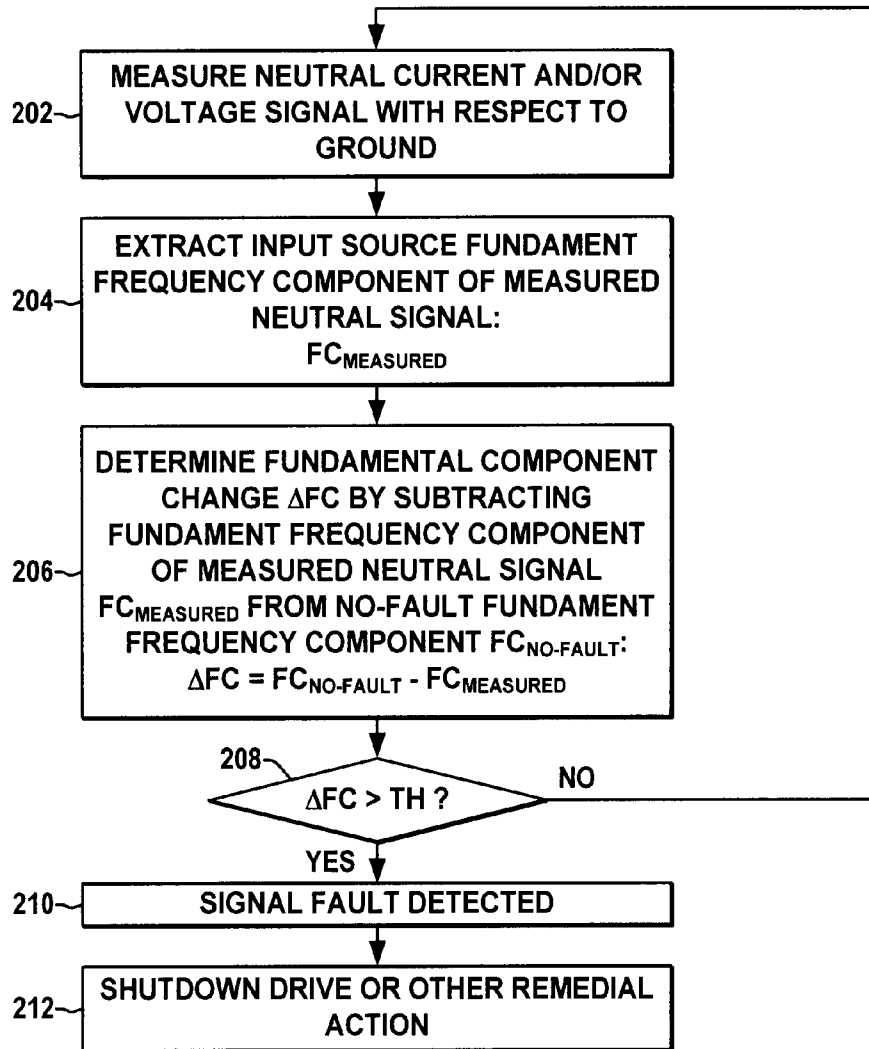 202
MEASURE NEUTRAL CURRENT AND/OR
VOLTAGE SIGNAL WITH RESPECT TO
GROUND
204
EXTRACT INPUT SOURCE FUNDAMENT
FREQUENCY COMPONENT OF MEASURED
NEUTRAL SIGNAL:
FCMEASURED
206
DETERMINE FUNDAMENTAL COMPONENT
CHANGE ΔFC BY SUBTRACTING
FUNDAMENT FREQUENCY COMPONENT
OF MEASURED NEUTRAL SIGNAL
FCMEASURED FROM NO-FAULT FUNDAMENT
FREQUENCY COMPONENT FCNO-FAULT:
ΔFC = FCNO-FAULT - FCMEASURED
208
ΔFC > TH ?
NO
YES
210
SIGNAL FAULT DETECTED
212
SHUTDOWN DRIVE OR OTHER REMEDIAL
ACTION